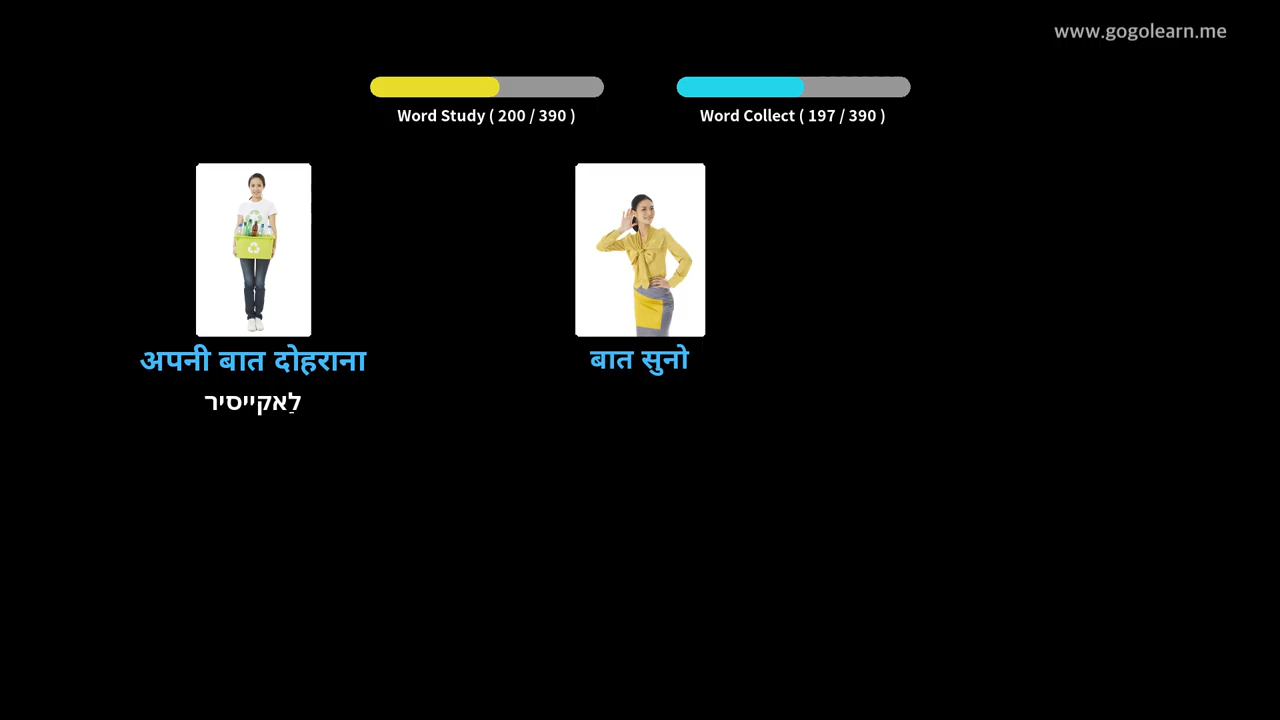 www.gogolearn.me
Word Study ( 200 / 390 )
Word Collect ( 197 / 390 )
अपनी बात दोहराना
לַאקייסיר
बात सुनो